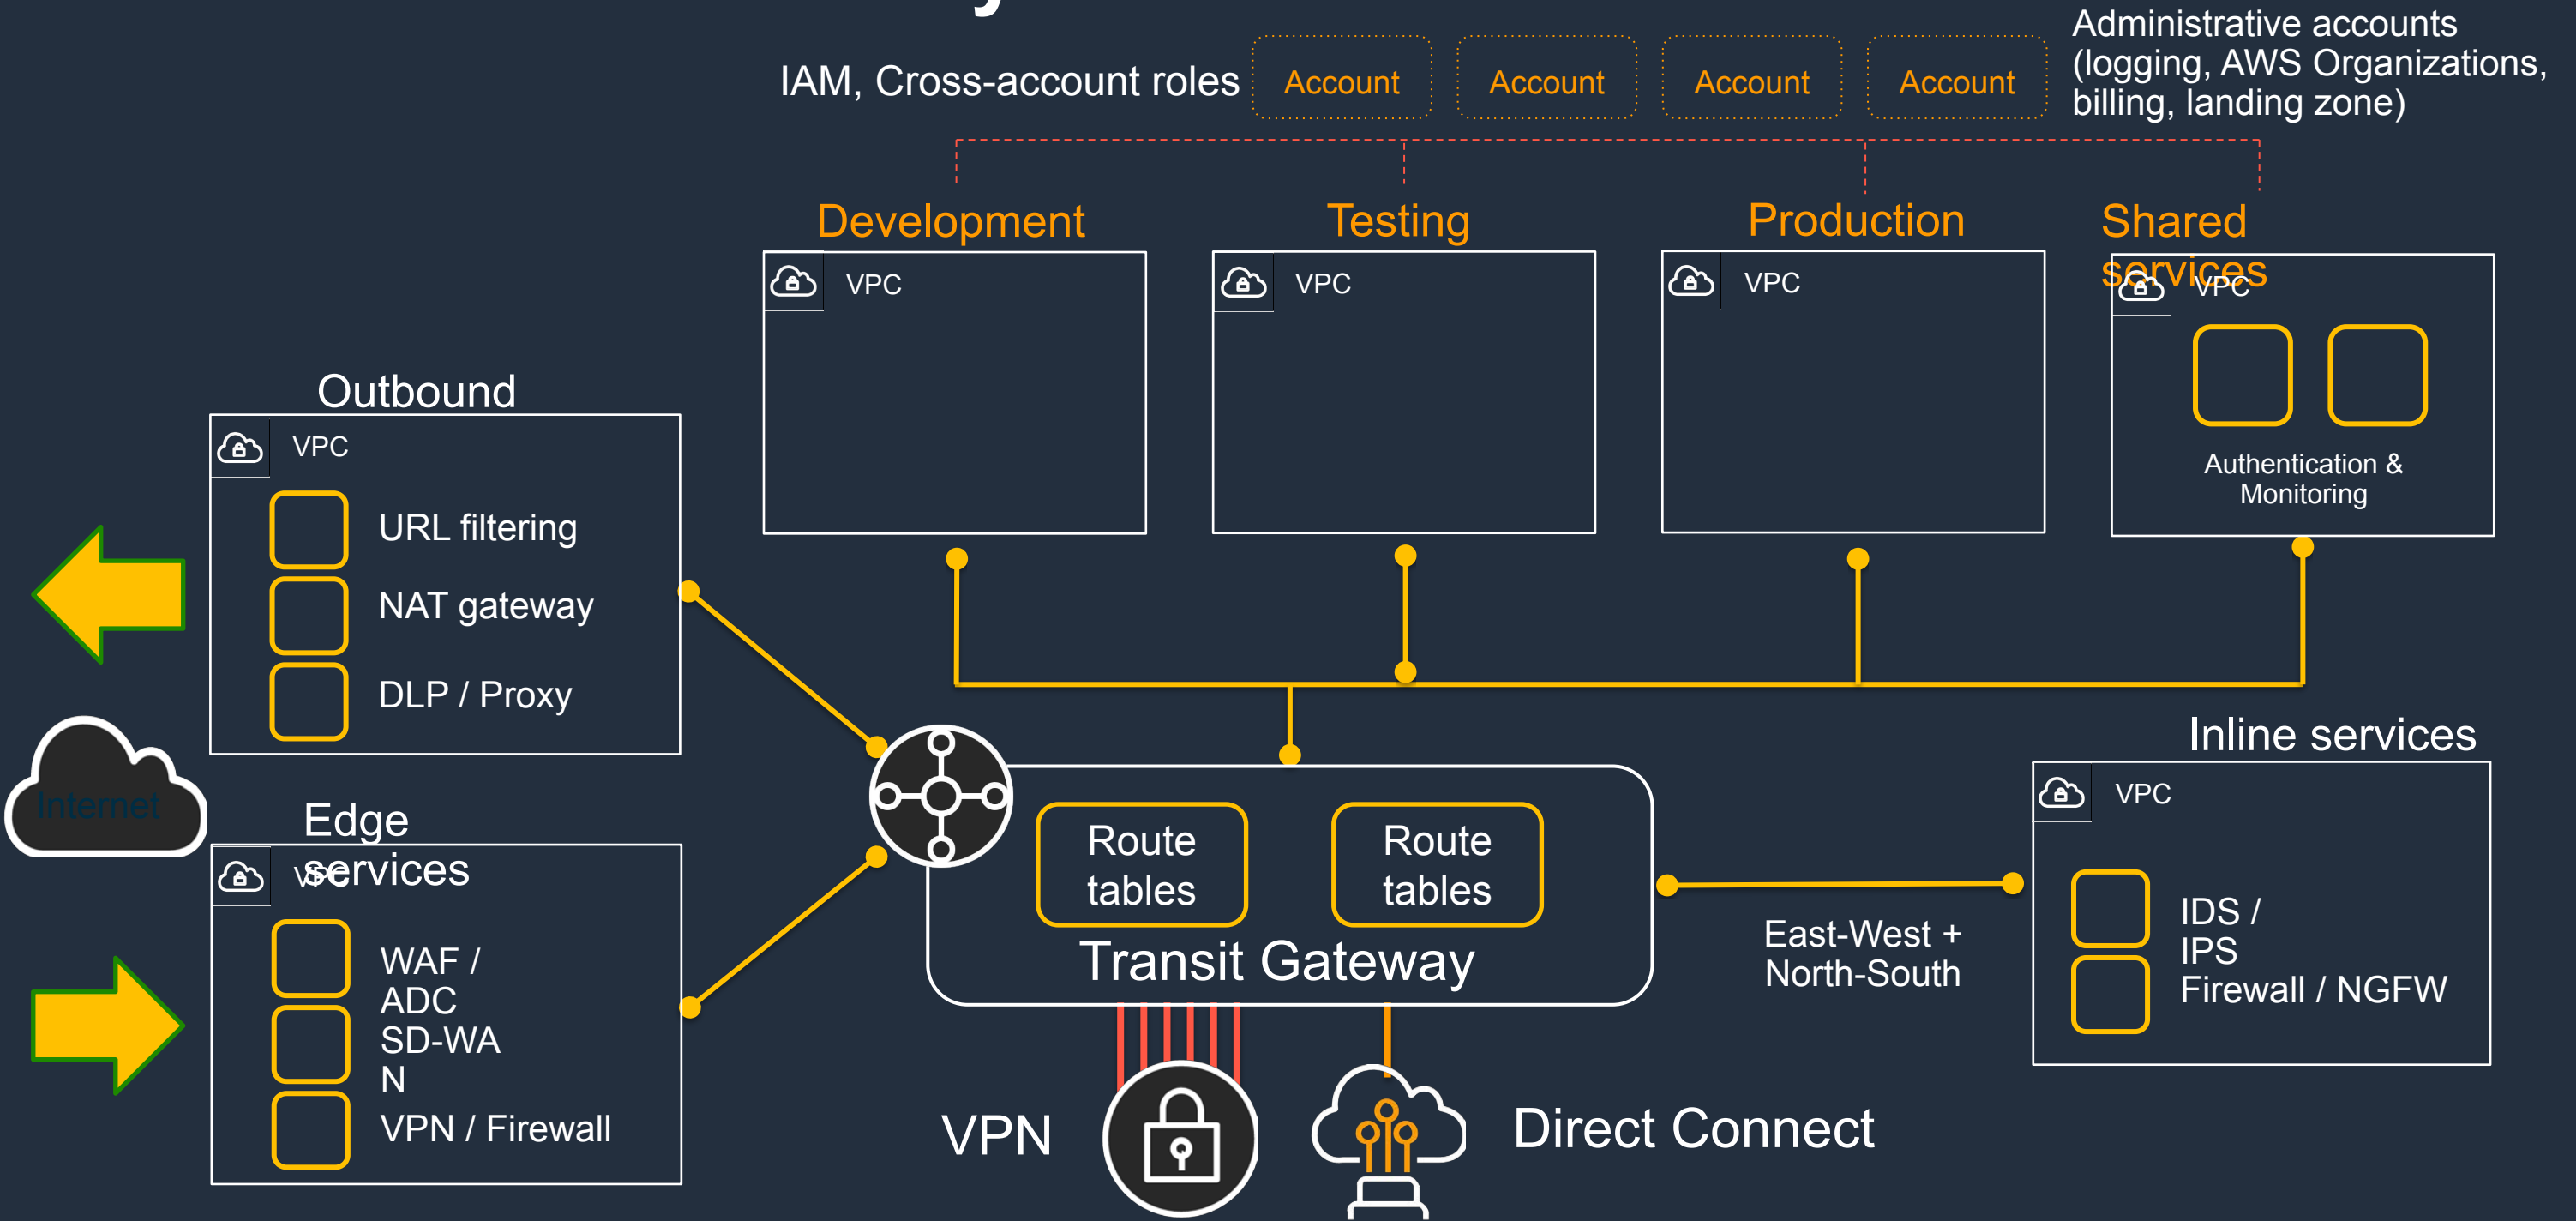 Administrative accounts
(logging, AWS Organizations,
billing, landing zone)
IAM, Cross-account roles
Account
Account
Account
Account
Development
Testing
Production
Shared
services
VPC
VPC
VPC
VPC
Authentication &
Monitoring
Outbound
VPC
URL filtering
NAT gateway
DLP / Proxy
Internet
Edge
services
VPC
WAF /
ADC
SD-WA
N
VPN / Firewall
Route
tables
Route
tables
Transit Gateway
East-West +
North-South
Inline services
VPC
IDS /
IPS
Firewall / NGFW
VPN
Direct Connect